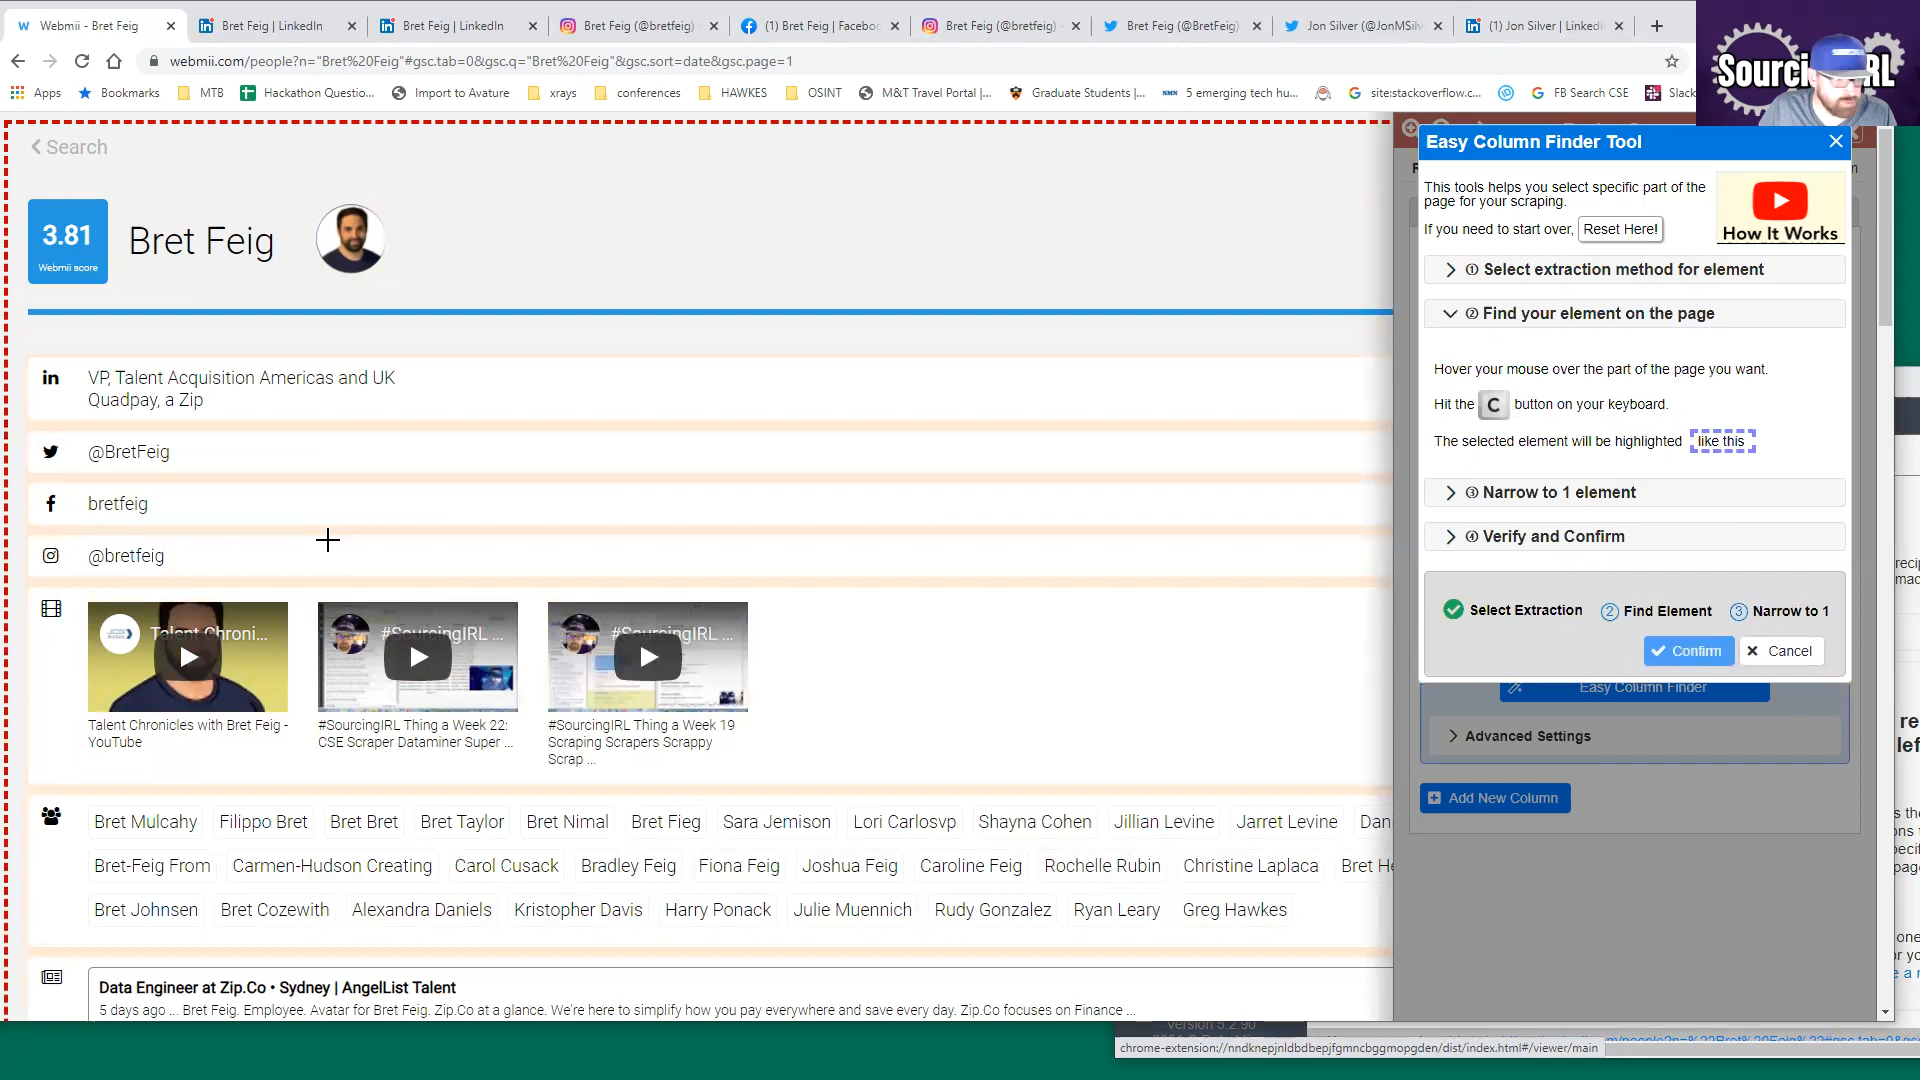 Webmii - Bret Feig
Bret Feig | LinkedIn
Bret Feig | LinkedIn
Bret Feig (@bretfeig)
(1) Bret Feig | Faceboo
Bret Feig (@bretfeig)
Bret Feig (@BretFeig)
Jon Silver (@JonMSilv
(1) Jon Silver | LinkedI
webmii.com/people?n="Bret%20Feig"#gsc.tab=0&gsc.q="Bret%20Feig"&gsc.sort=date&gsc.page=1
Apps
Bookmarks
MTB
Hackathon Questio...
Import to Avature
xrays
conferences
HAWKES
OSINT
M&T Travel Portal |...
Graduate Students |...
5 emerging tech hu...
site:stackoverflow.c...
FB Search CSE
Slack
Search
3.81
Webmii score
Bret Feig
VP, Talent Acquisition Americas and UK
Quadpay, a Zip
@BretFeig
bretfeig
@bretfeig
Talent Chroni...
#SourcingIRL ...
#SourcingIRL ...
Talent Chronicles with Bret Feig -
YouTube
#SourcingIRL Thing a Week 22:
CSE Scraper Dataminer Super ...
#SourcingIRL Thing a Week 19
Scraping Scrapers Scrappy
Scrap ...
Bret Mulcahy Filippo Bret Bret Bret Bret Taylor Bret Nimal Bret Fieg Sara Jemison Lori Carlosvp Shayna Cohen Jillian Levine Jarret Levine Dan
Bret-Feig From Carmen-Hudson Creating Carol Cusack Bradley Feig Fiona Feig Joshua Feig Caroline Feig Rochelle Rubin Christine Laplaca Bret He
Bret Johnsen Bret Cozewith Alexandra Daniels Kristopher Davis Harry Ponack Julie Muennich Rudy Gonzalez Ryan Leary Greg Hawkes
Data Engineer at Zip.Co • Sydney | AngelList Talent
5 days ago ... Bret Feig. Employee. Avatar for Bret Feig. Zip.Co at a glance. We're here to simplify how you pay everywhere and save every day. Zip.Co focuses on Finance ...
Easy Column Finder Tool
This tools helps you select specific part of the
page for your scraping.
If you need to start over, Reset Here!
How It Works
① Select extraction method for element
② Find your element on the page
Hover your mouse over the part of the page you want.
Hit the C button on your keyboard.
The selected element will be highlighted like this
③ Narrow to 1 element
④ Verify and Confirm
Select Extraction
2 Find Element
3 Narrow to 1
Confirm
Cancel
Easy Column Finder
Advanced Settings
Add New Column
Version 5.2.90
chrome-extension://nndknepjnldbdbepjfgmncbggmopgden/dist/index.html#/viewer/main